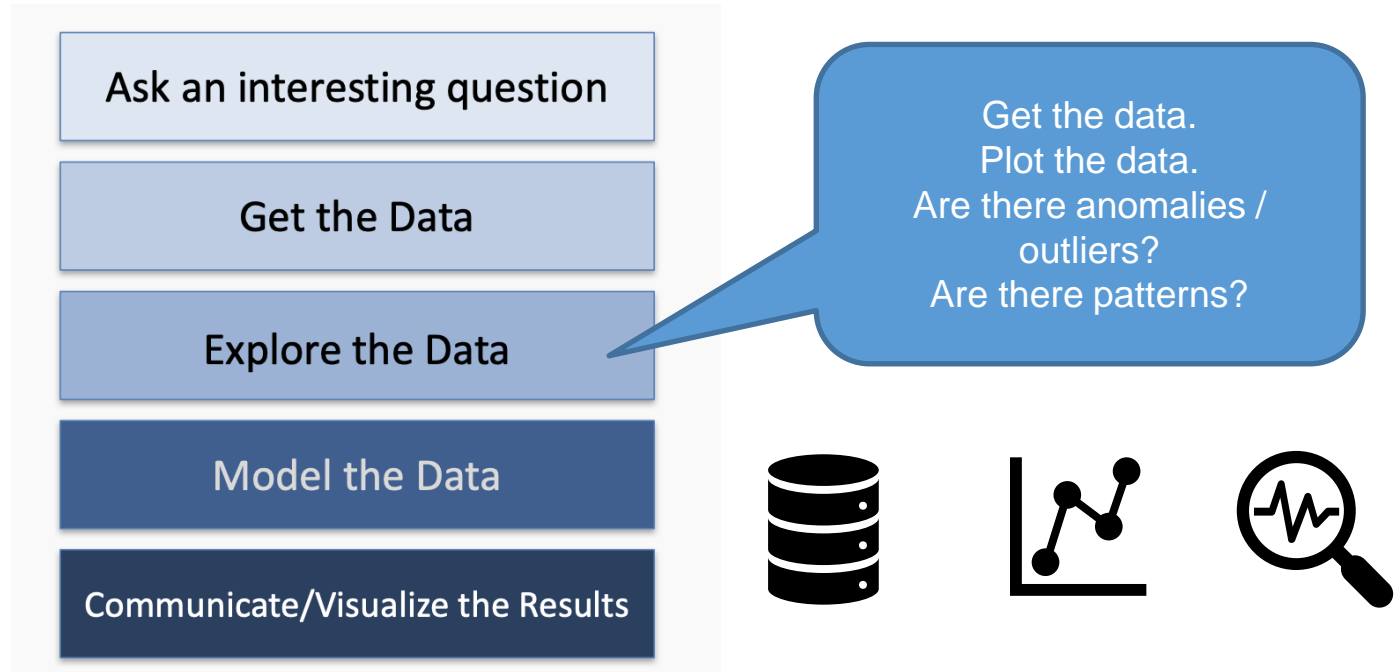 Ask an interesting question
Get the Data
Explore the Data
Model the Data
Communicate/Visualize the Results
Get the data.
Plot the data.
Are there anomalies /
outliers?
Are there patterns?